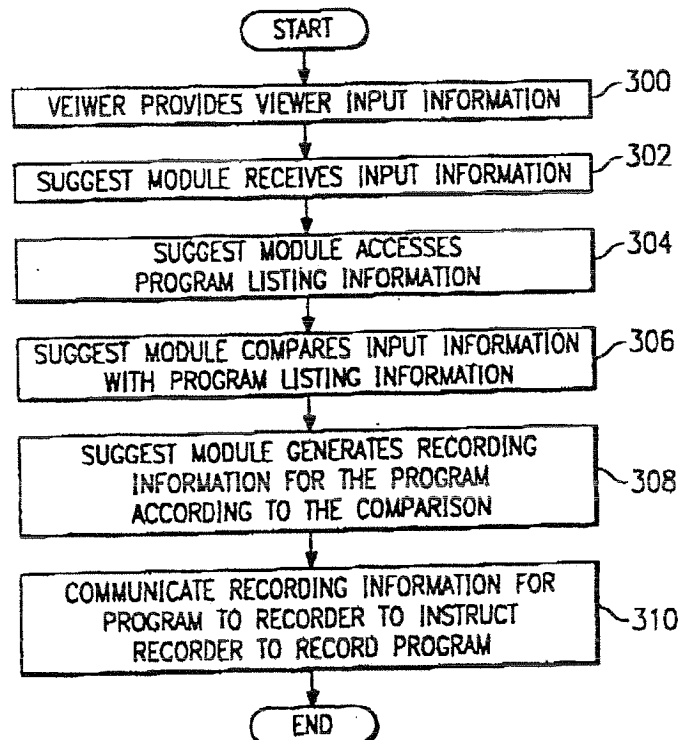 START
VEIWER PROVIDES VIEWER INPUT INFORMATION
300
SUGGEST MODULE RECEIVES INPUT INFORMATION
302
SUGGEST MODULE ACCESSES
PROGRAM LISTING INFORMATION
304
SUGGEST MODULE COMPARES INPUT INFORMATION
WITH PROGRAM LISTING INFORMATION
306
SUGGEST MODULE GENERATES RECORDING
INFORMATION FOR THE PROGRAM
ACCORDING TO THE COMPARISON
308
COMMUNICATE RECORDING INFORMATION FOR
PROGRAM TO RECORDER TO INSTRUCT
RECORDER TO RECORD PROGRAM
310
END